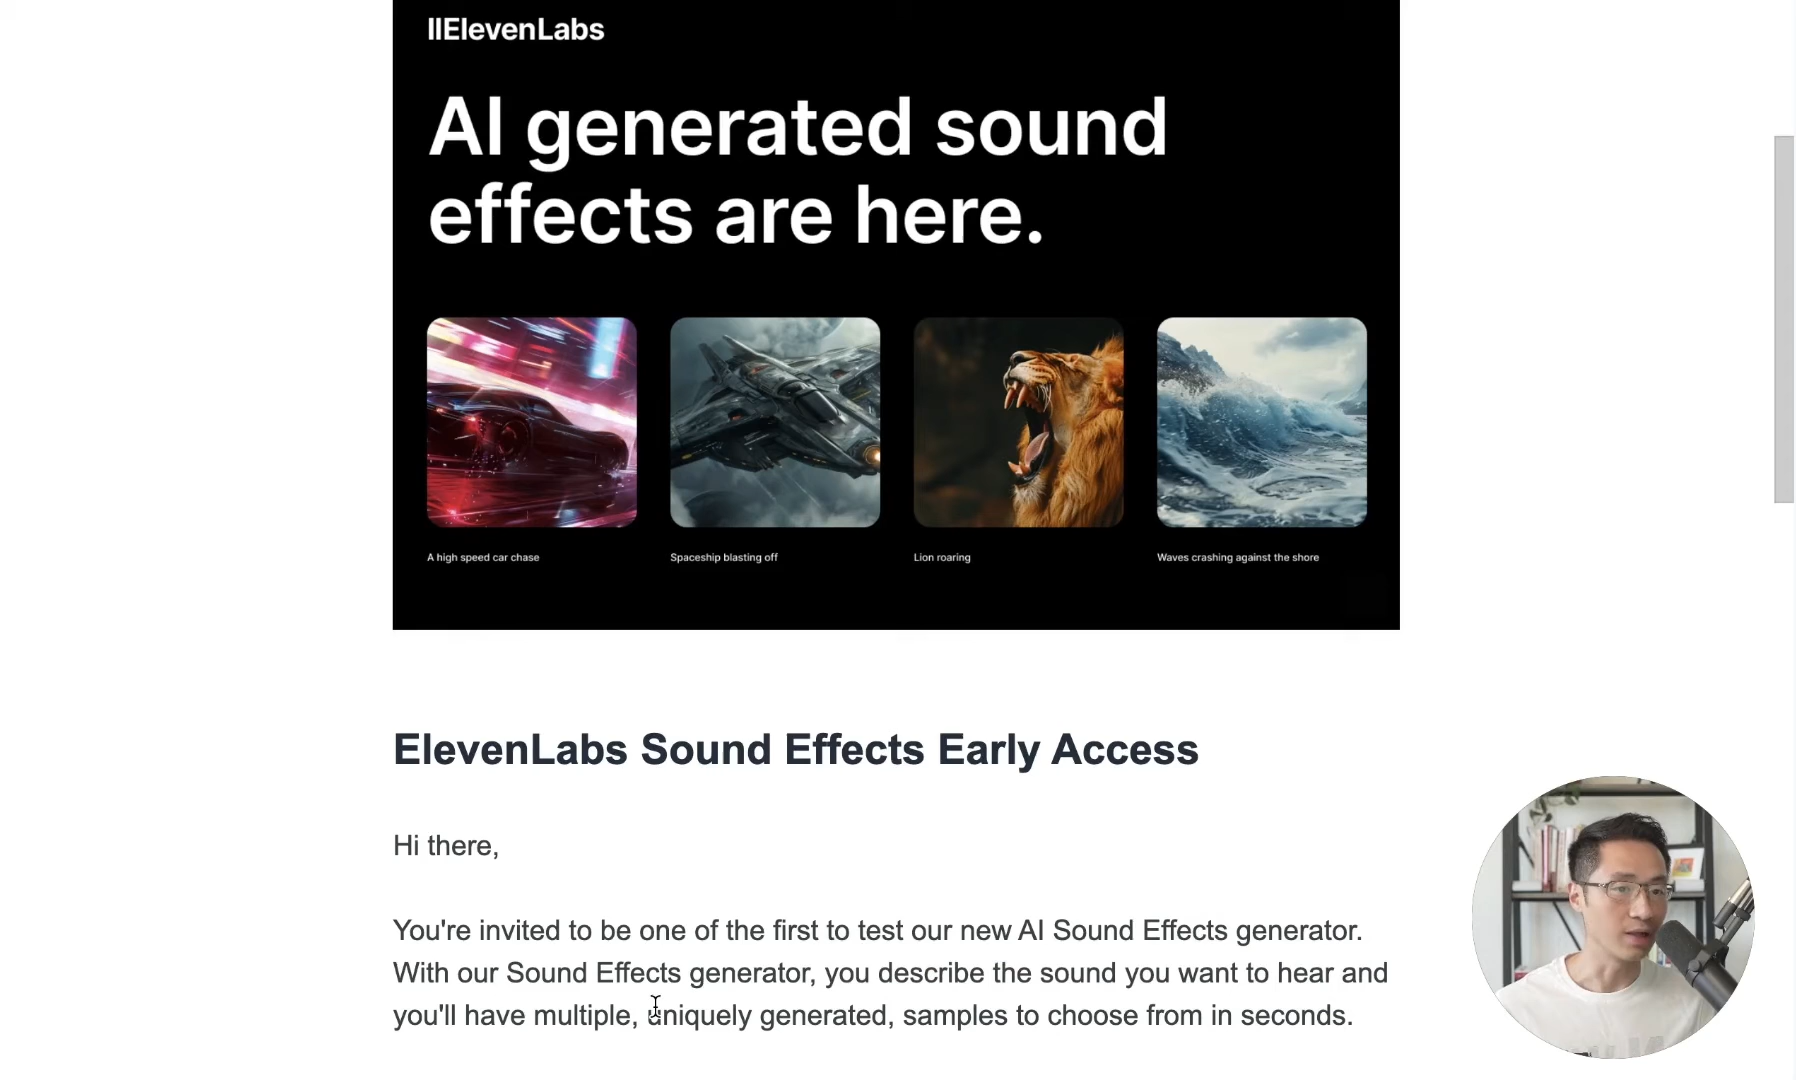 IIElevenLabs
AI generated sound
effects are here.
A high speed car chase
Spaceship blasting off
Lion roaring
Waves crashing against the shore
ElevenLabs Sound Effects Early Access
Hi there,
You're invited to be one of the first to test our new AI Sound Effects generator.
With our Sound Effects generator, you describe the sound you want to hear and
you'll have multiple, uniquely generated, samples to choose from in seconds.